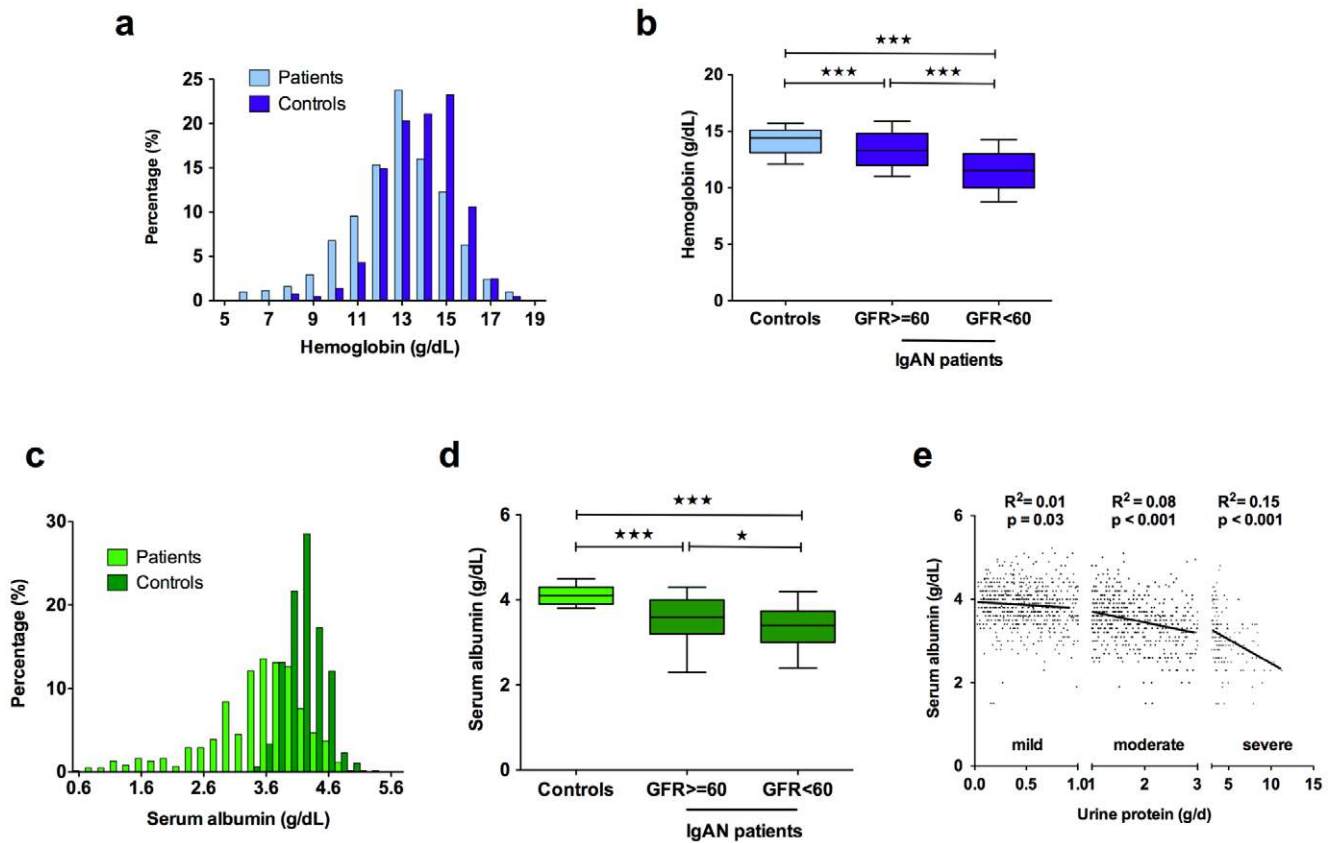 a
Patients
Controls
25
20
15
10
5
0
Percentage (%)
5 7 9 11 13 15 17 19
Hemoglobin (g/dL)
b
★★★
★★★ ★★★
20
15
10
5
0
Hemoglobin (g/dL)
Controls GFR>=60 GFR<60
IgAN patients
c
Patients
Controls
30
20
10
0
Percentage (%)
0.6 1.6 2.6 3.6 4.6 5.6
Serum albumin (g/dL)
d
★★★
★★★ ★
6
4
2
0
Serum albumin (g/dL)
Controls GFR>=60 GFR<60
IgAN patients
e
R²= 0.01 R²= 0.08 R²= 0.15
p = 0.03 p < 0.001 p < 0.001
6
4
2
0
Serum albumin (g/dL)
mild moderate severe
0.0 0.5 1.01 2 3 5 10 15
Urine protein (g/d)